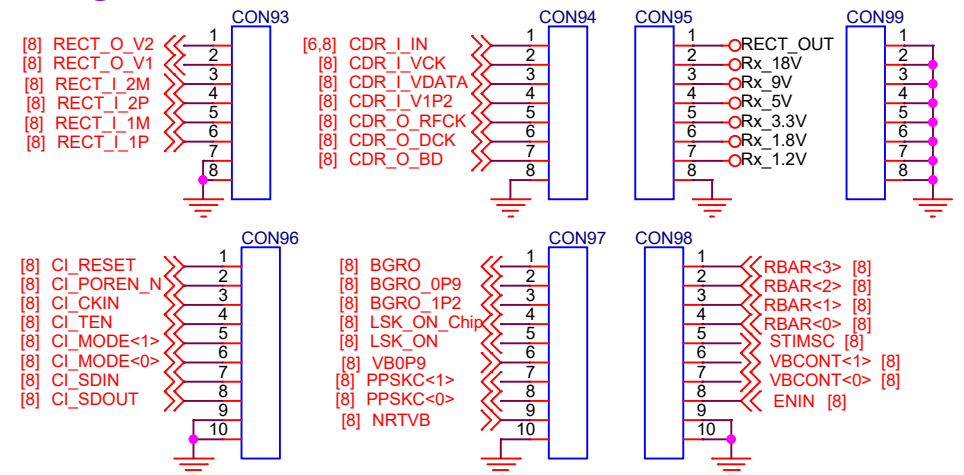 CON93
[8] RECT_O_V2 1
[8] RECT_O_V1 2
[8] RECT_I_2M 3
[8] RECT_I_2P 4
[8] RECT_I_1M 5
[8] RECT_I_1P 6
7
8
CON94
[6,8] CDR_I_IN 1
[8] CDR_I_VCK 2
[8] CDR_I_VDATA 3
[8] CDR_I_V1P2 4
[8] CDR_O_RFCK 5
[8] CDR_O_DCK 6
[8] CDR_O_BD 7
8
CON95
1 RECT_OUT
2 Rx_18V
3 Rx_9V
4 Rx_5V
5 Rx_3.3V
6 Rx_1.8V
7 Rx_1.2V
8
CON99
1
2
3
4
5
6
7
8
CON96
[8] CI_RESET 1
[8] CI_POREN_N 2
[8] CI_CKIN 3
[8] CI_TEN 4
[8] CI_MODE<1> 5
[8] CI_MODE<0> 6
[8] CI_SDIN 7
[8] CI_SDOUT 8
9
10
CON97
[8] BGRO 1
[8] BGRO_0P9 2
[8] BGRO_1P2 3
[8] LSK_ON_Chip 4
[8] LSK_ON 5
[8] VB0P9 6
[8] PPSKC<1> 7
[8] PPSKC<0> 8
[8] NRTVB 9
10
CON98
1 RBAR<3> [8]
2 RBAR<2> [8]
3 RBAR<1> [8]
4 RBAR<0> [8]
5 STIMSC [8]
6 VBCONT<1> [8]
7 VBCONT<0> [8]
8 ENIN [8]
9
10